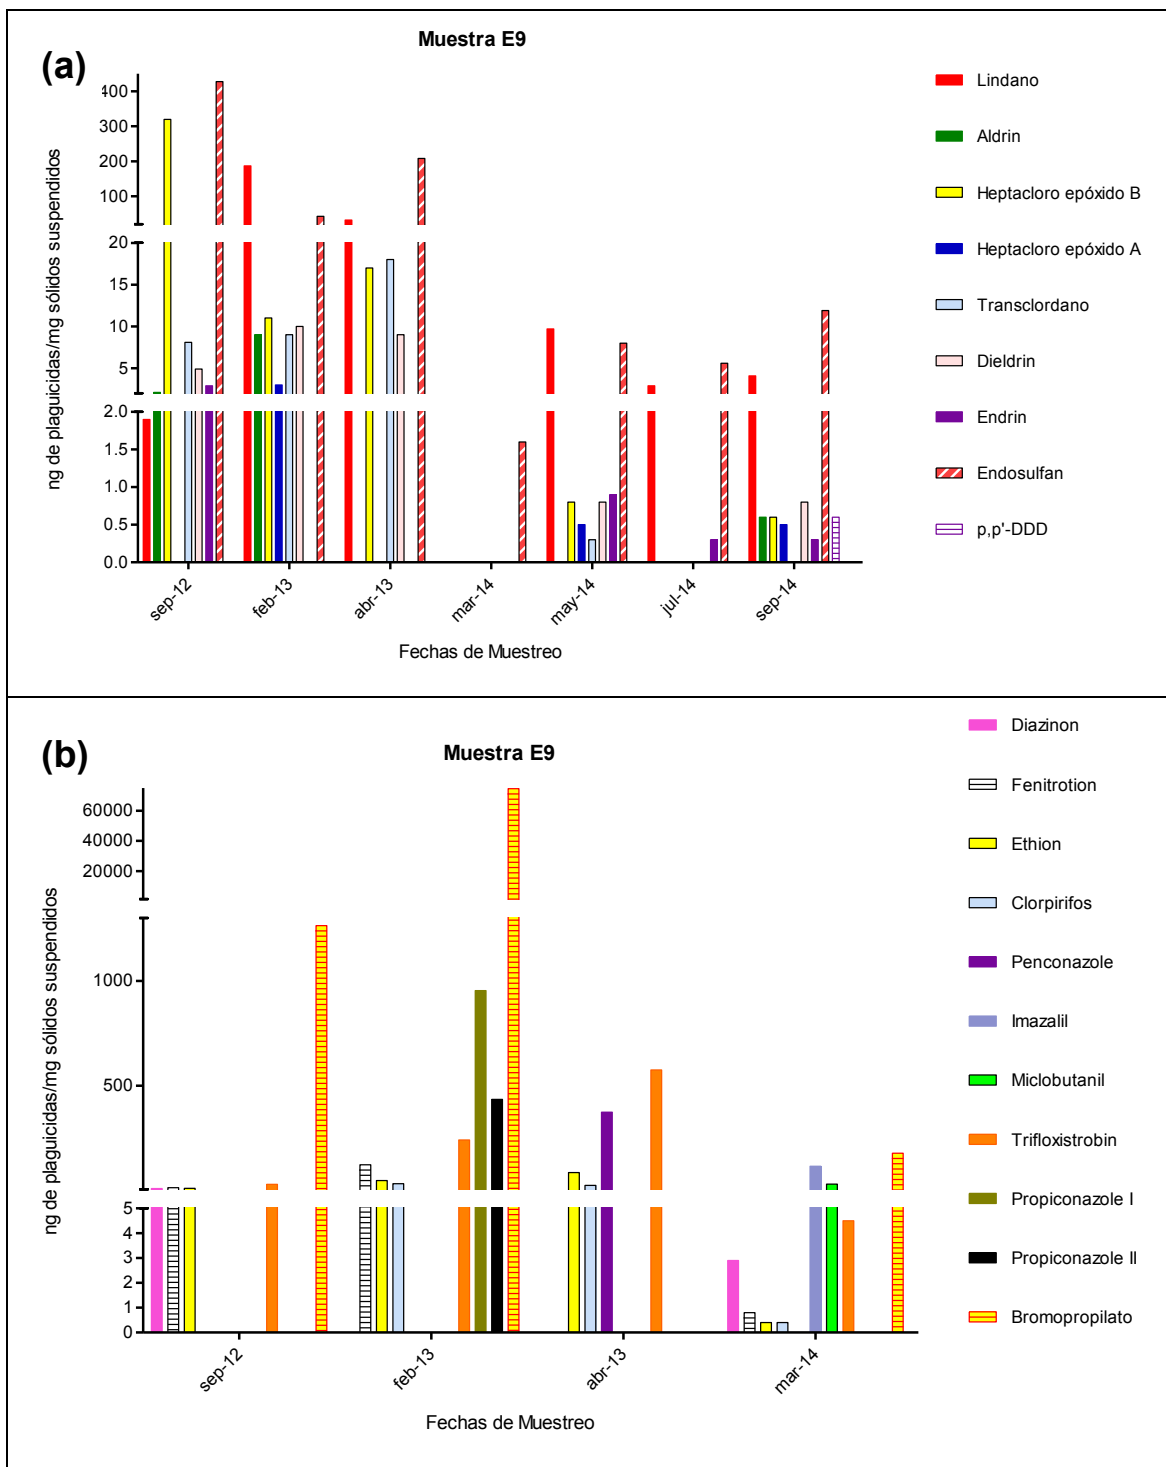 (a)
Muestra E9
ng de plaguicidas/mg sólidos suspendidos
400
300
200
100
20
15
10
5
2.0
1.5
1.0
0.5
0.0
sep-12
feb-13
abr-13
mar-14
may-14
jul-14
sep-14
Fechas de Muestreo
Lindano
Aldrin
Heptacloro epóxido B
Heptacloro epóxido A
Transclordano
Dieldrin
Endrin
Endosulfan
p,p'-DDD
(b)
Muestra E9
ng de plaguicidas/mg sólidos suspendidos
60000
40000
20000
1000
500
5
4
3
2
1
0
sep-12
feb-13
abr-13
mar-14
Fechas de Muestreo
Diazinon
Fenitrotion
Ethion
Clorpirifos
Penconazole
Imazalil
Miclobutanil
Trifloxistrobin
Propiconazole I
Propiconazole II
Bromopropilato